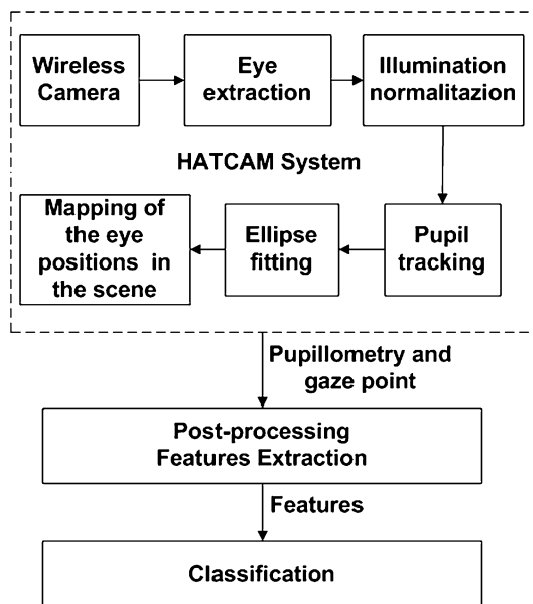 Wireless
Camera
Eye
extraction
Illumination
normalitazion
HATCAM System
Mapping of
the eye
positions in
the scene
Ellipse
fitting
Pupil
tracking
Pupillometry and
gaze point
Post-processing
Features Extraction
Features
Classification